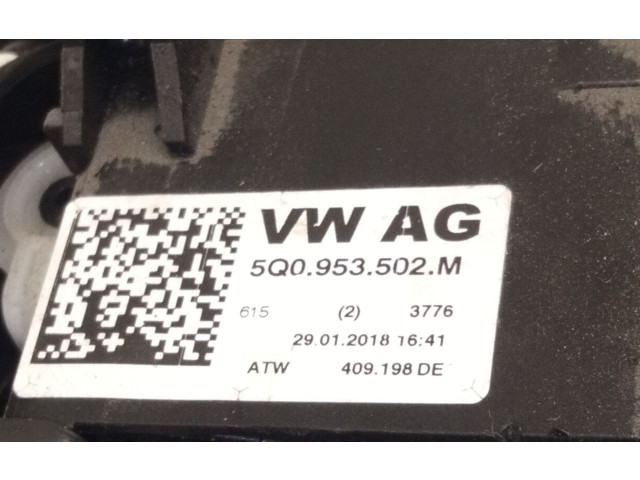 VW AG
5Q0.953.502.M
615 (2) 3776
29.01.2018 16:41
ATW 409.198 DE